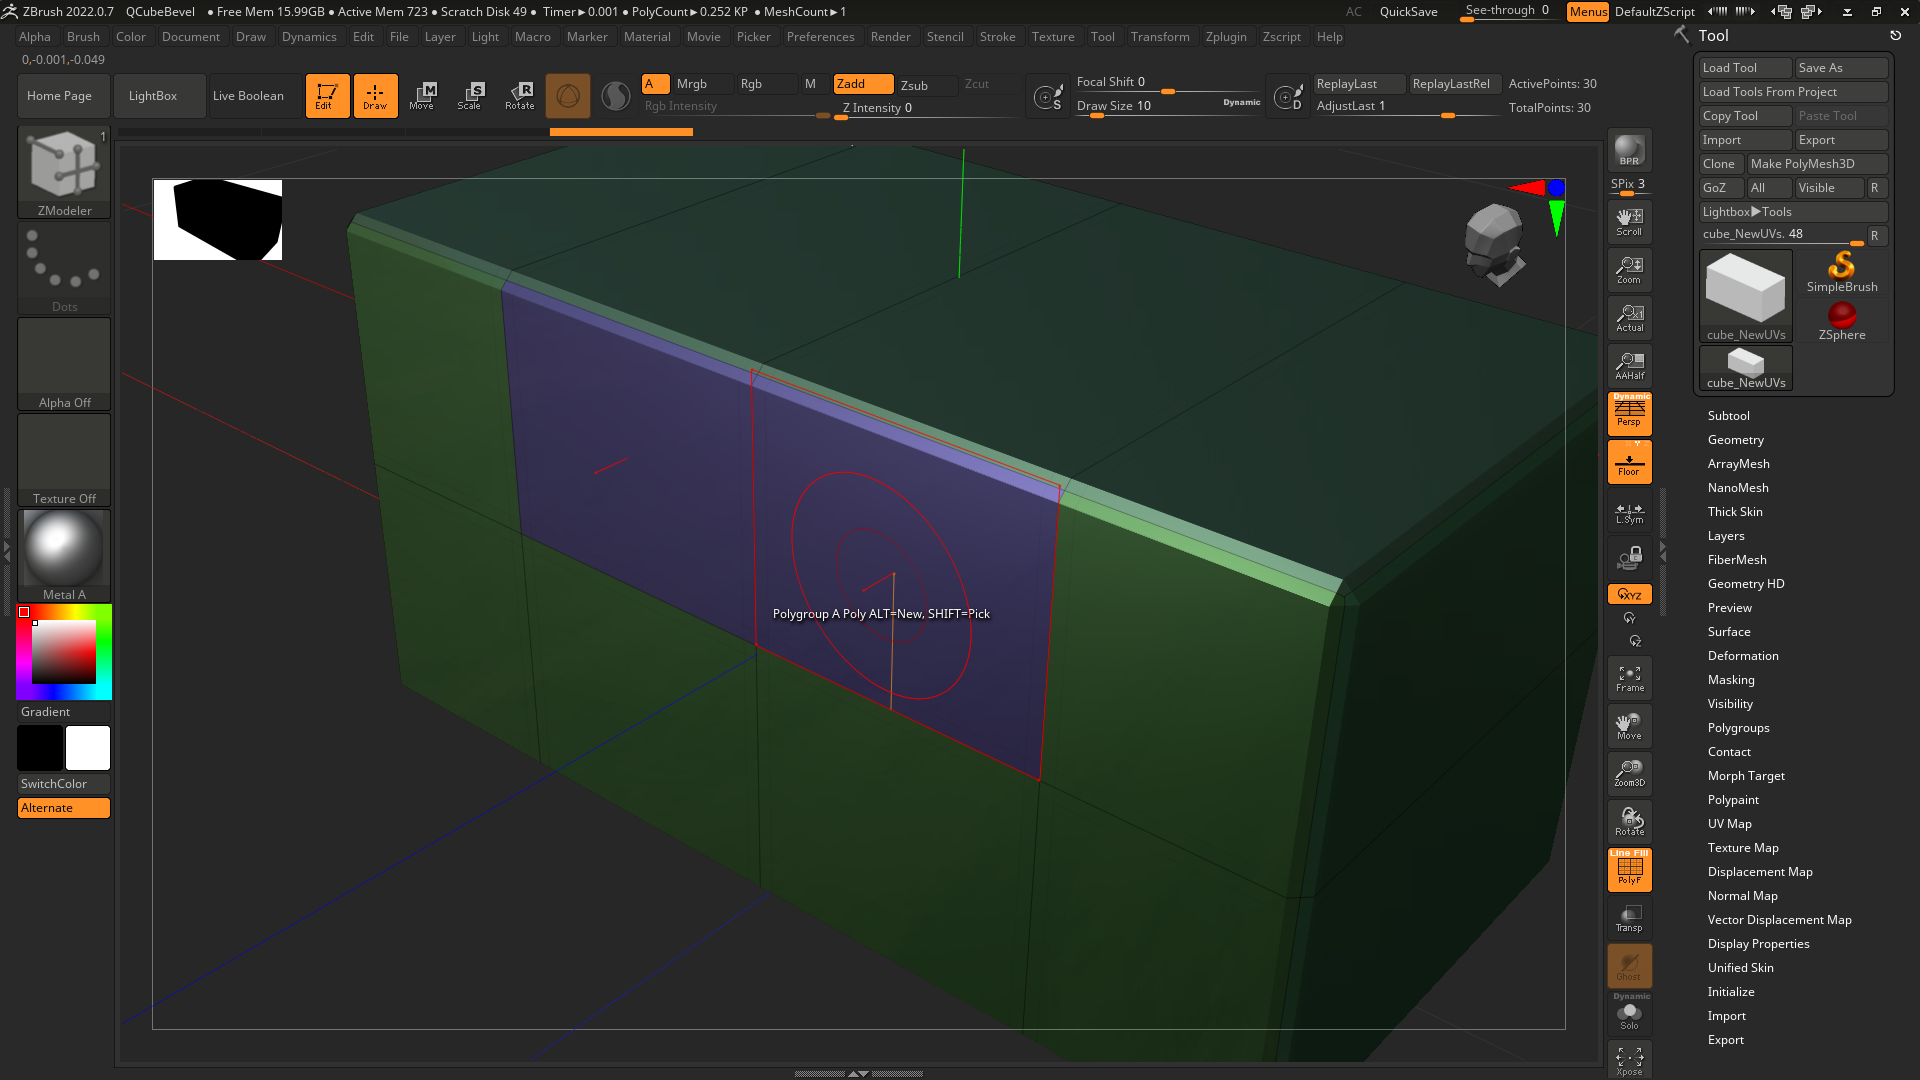 ZBrush 2022.0.7 QCubeBevel • Free Mem 15.99GB • Active Mem 723 • Scratch Disk 49 • Timer►0.001 • PolyCount►0.252 KP • MeshCount►1 AC QuickSave See-through 0 Menus DefaultZScript
Alpha Brush Color Document Draw Dynamics Edit File Layer Light Macro Marker Material Movie Picker Preferences Render Stencil Stroke Texture Tool Transform Zplugin Zscript Help
0,-0.001,-0.049
Home Page LightBox Live Boolean Edit Draw Move Scale Rotate
M S R
A Mrgb Rgb M Zadd Zsub Zcut
Rgb Intensity Z Intensity 0
S Focal Shift 0
Draw Size 10 Dynamic
D ReplayLast ReplayLastRel ActivePoints: 30
AdjustLast 1 TotalPoints: 30
1
ZModeler
Dots
Alpha Off
Texture Off
Metal A
Gradient
SwitchColor
Alternate
Polygroup A Poly ALT=New, SHIFT=Pick
BPR
SPix 3
Scroll
Zoom
Actual
AAHalf
Dynamic
Persp
Floor
L.Sym
XYZ
Y
Z
Frame
Move
Zoom3D
Rotate
Line Fill
PolyF
Transp
Ghost
Dynamic
Solo
Xpose
Tool
Load Tool Save As
Load Tools From Project
Copy Tool Paste Tool
Import Export
Clone Make PolyMesh3D
GoZ All Visible R
Lightbox►Tools
cube_NewUVs. 48 R
cube_NewUVs
SimpleBrush
ZSphere
cube_NewUVs
Subtool
Geometry
ArrayMesh
NanoMesh
Thick Skin
Layers
FiberMesh
Geometry HD
Preview
Surface
Deformation
Masking
Visibility
Polygroups
Contact
Morph Target
Polypaint
UV Map
Texture Map
Displacement Map
Normal Map
Vector Displacement Map
Display Properties
Unified Skin
Initialize
Import
Export